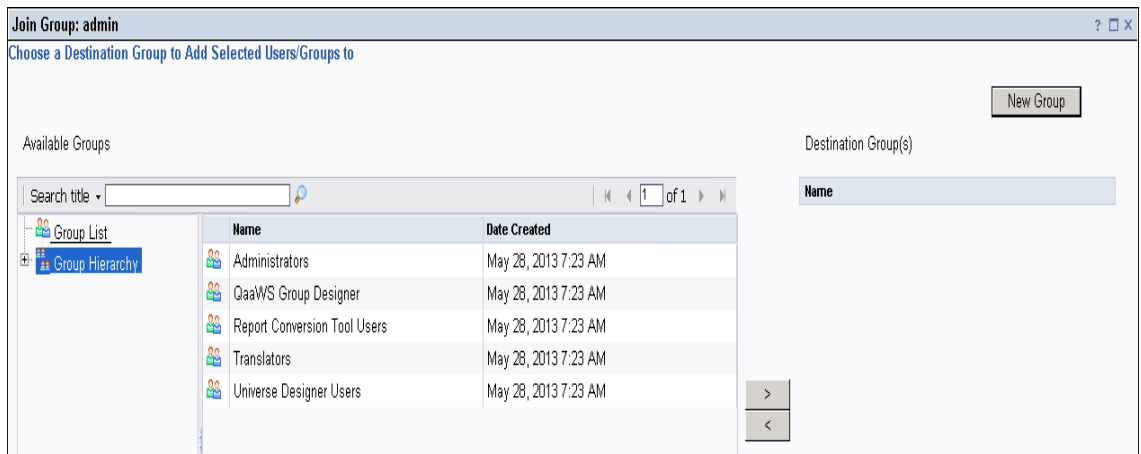 Join Group: admin ? X
Choose a Destination Group to Add Selected Users/Groups to
New Group
Available Groups
Destination Group(s)
Search title 1 of 1
Name
Group List
Group Hierarchy
Name Date Created
Administrators May 28, 2013 7:23 AM
QaaWS Group Designer May 28, 2013 7:23 AM
Report Conversion Tool Users May 28, 2013 7:23 AM
Translators May 28, 2013 7:23 AM
Universe Designer Users May 28, 2013 7:23 AM
>
<